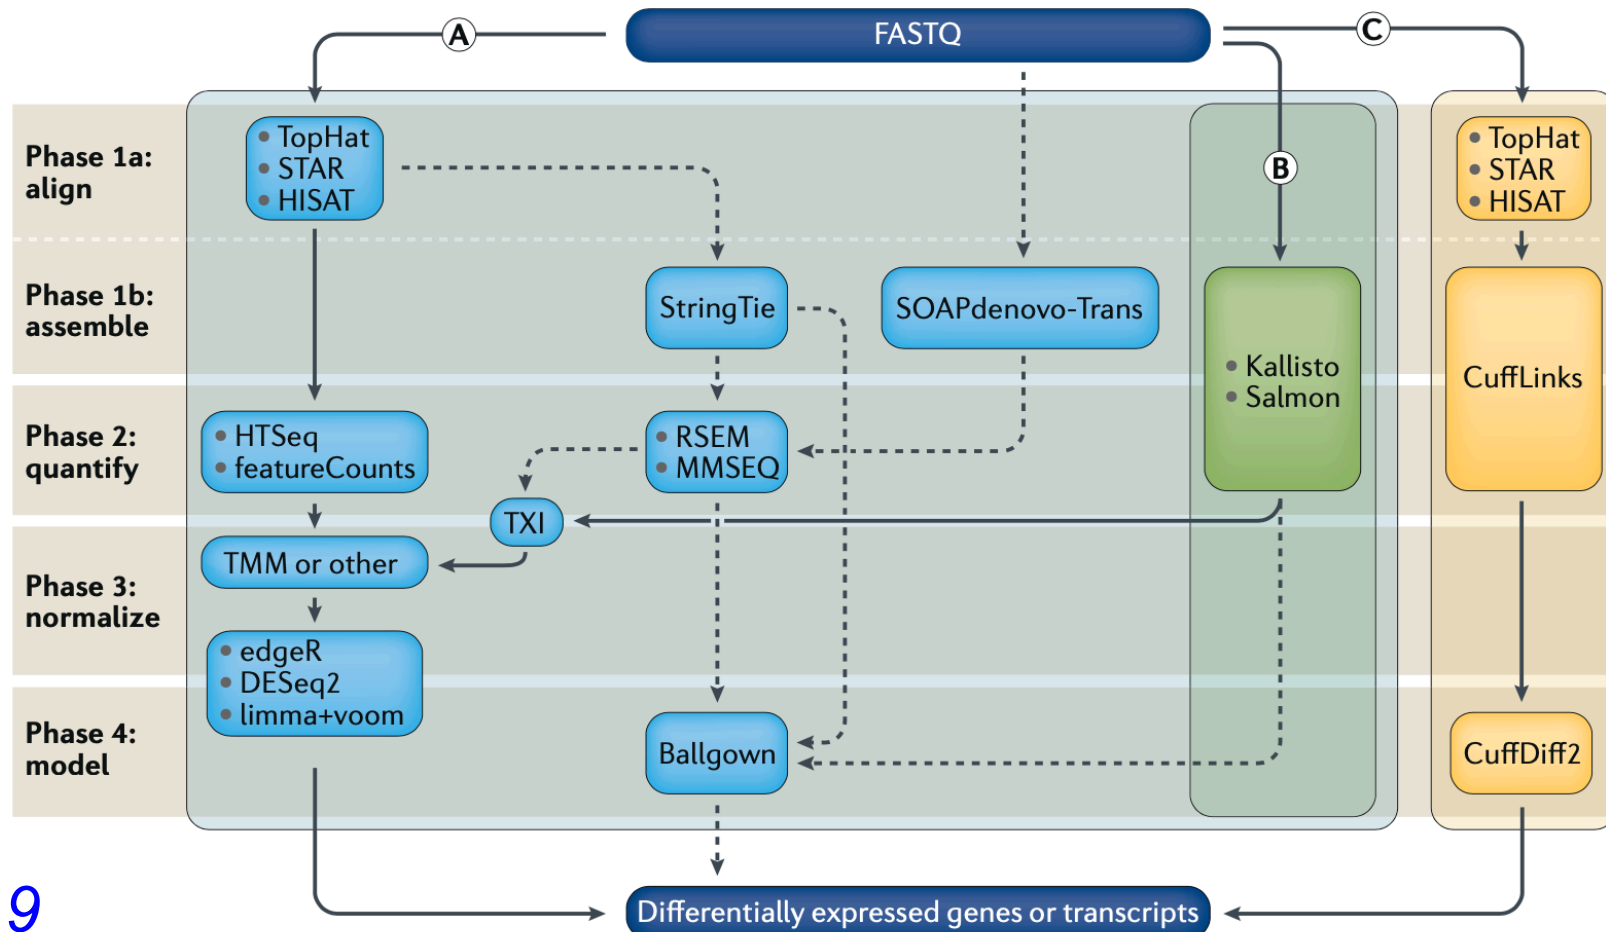 FASTQ
A
C
Phase 1a:
align
• TopHat
• STAR
• HISAT
B
• TopHat
• STAR
• HISAT
Phase 1b:
assemble
StringTie
SOAPdenovo-Trans
• Kallisto
• Salmon
CuffLinks
Phase 2:
quantify
• HTSeq
• featureCounts
• RSEM
• MMSEQ
TXI
Phase 3:
normalize
TMM or other
• edgeR
• DESeq2
• limma+voom
Phase 4:
model
Ballgown
CuffDiff2
Differentially expressed genes or transcripts
9